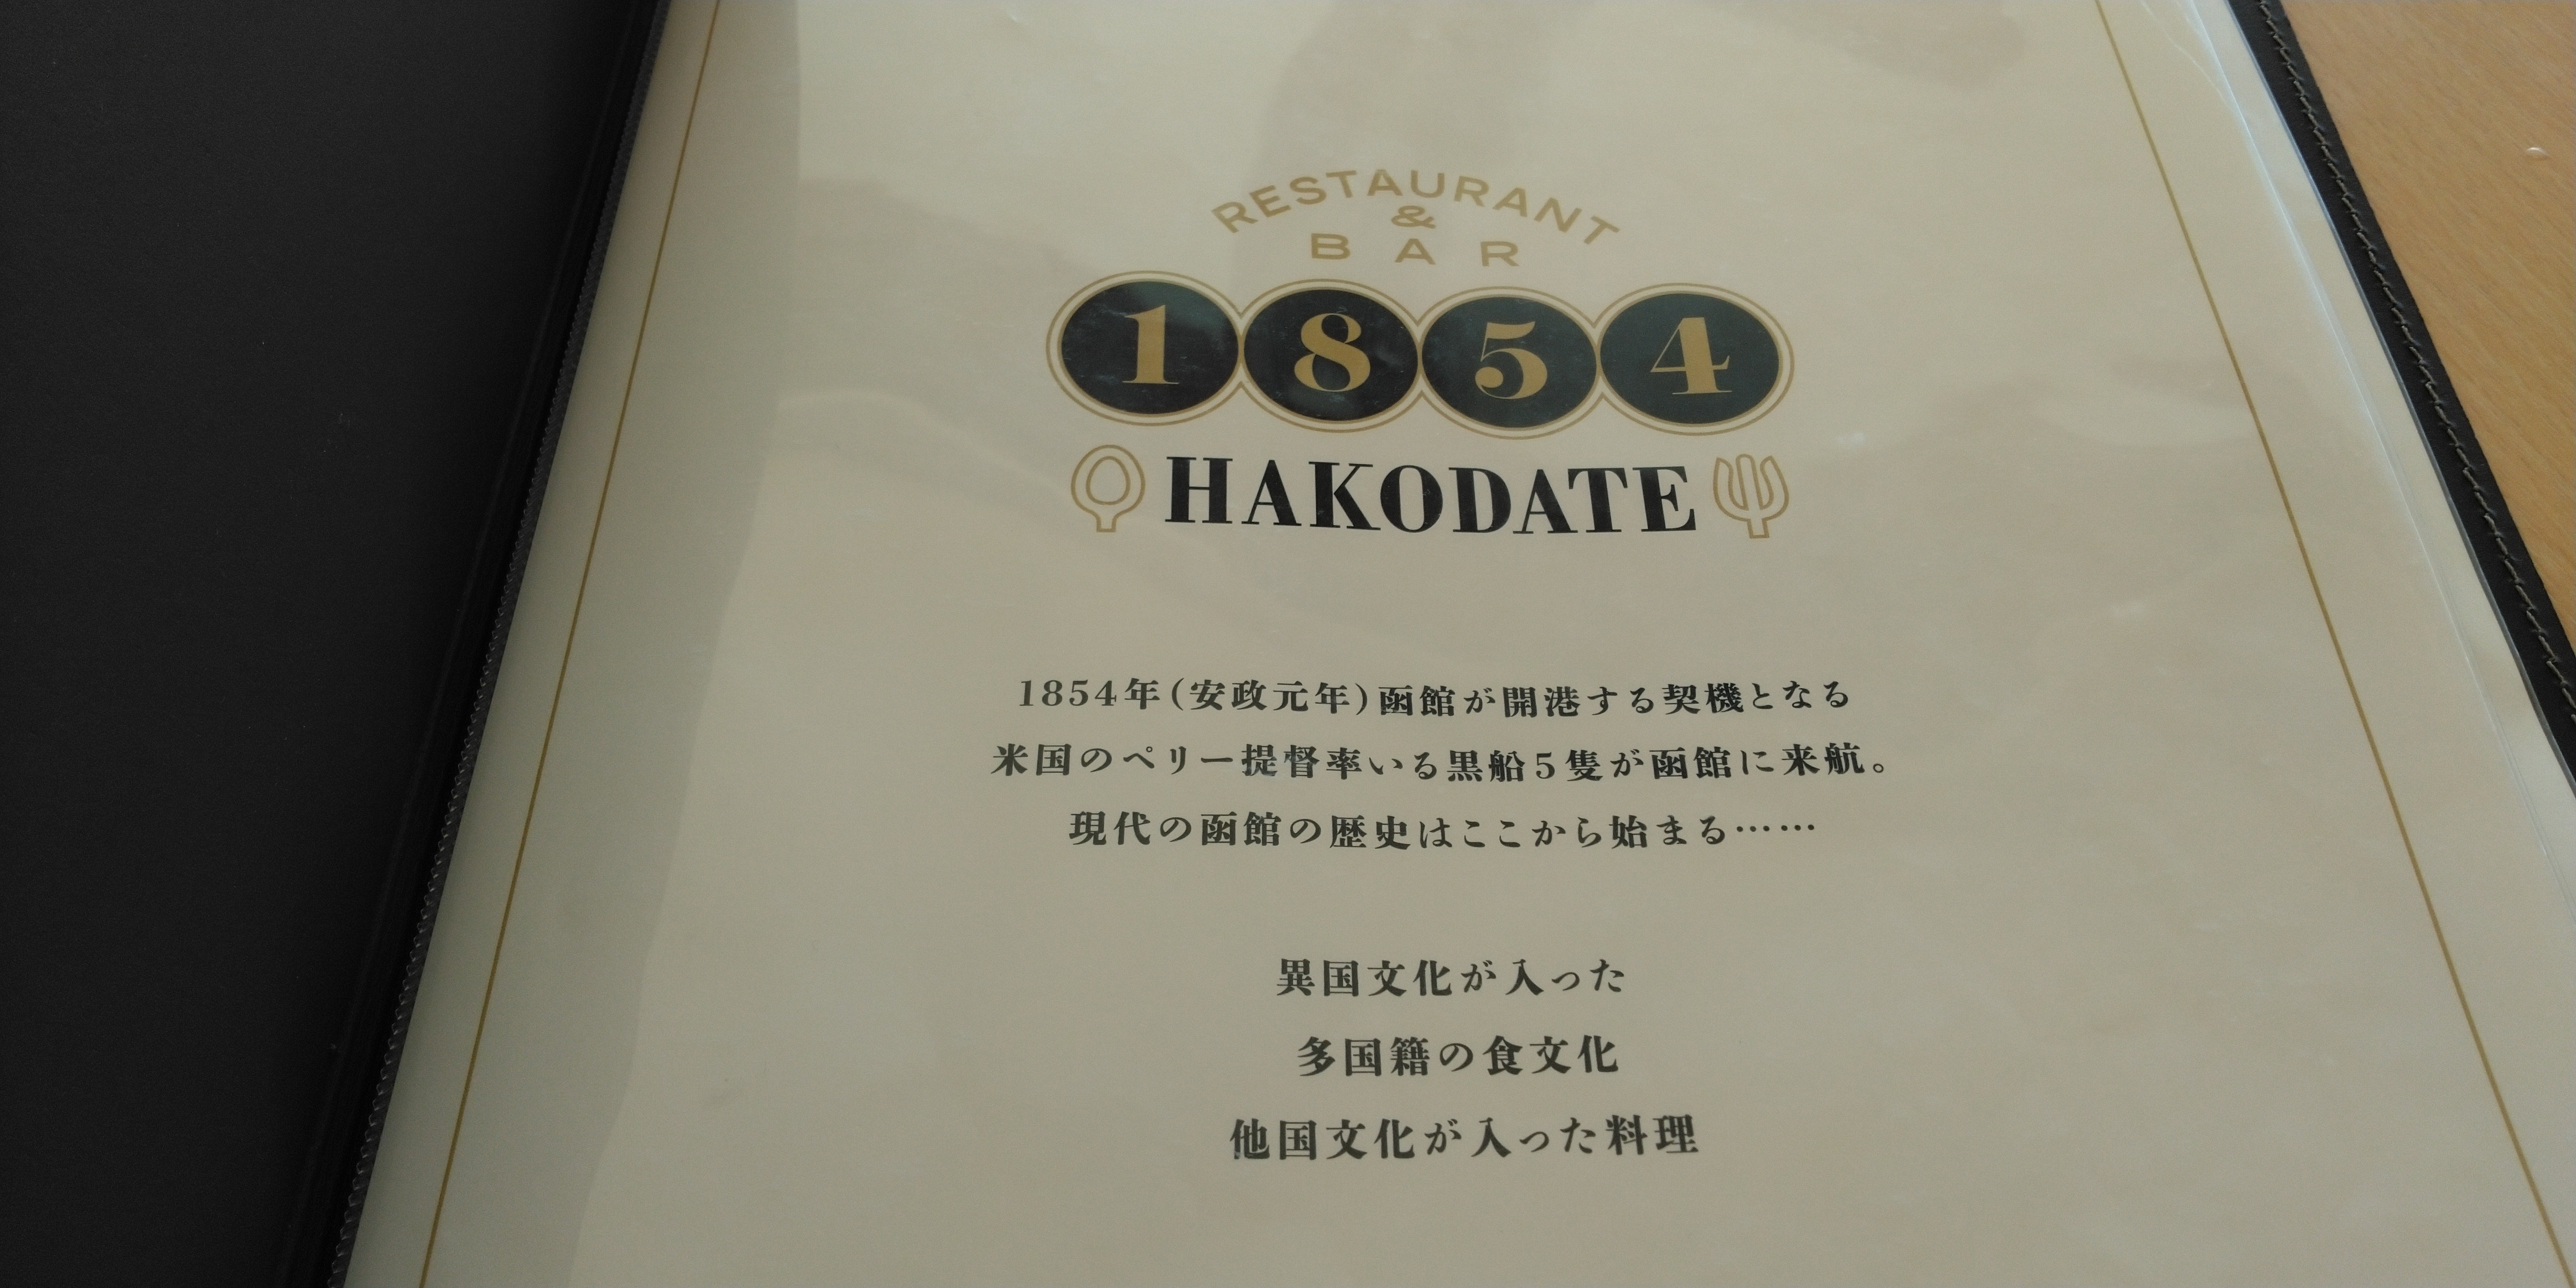 RESTAURANT
&
BAR
1854
HAKODATE
1854年(安政元年)函館が開港する契機となる
米国のペリー提督率いる黒船5隻が函館に来航。
現代の函館の歴史はここから始まる……
異国文化が入った
多国籍の食文化
他国文化が入った料理